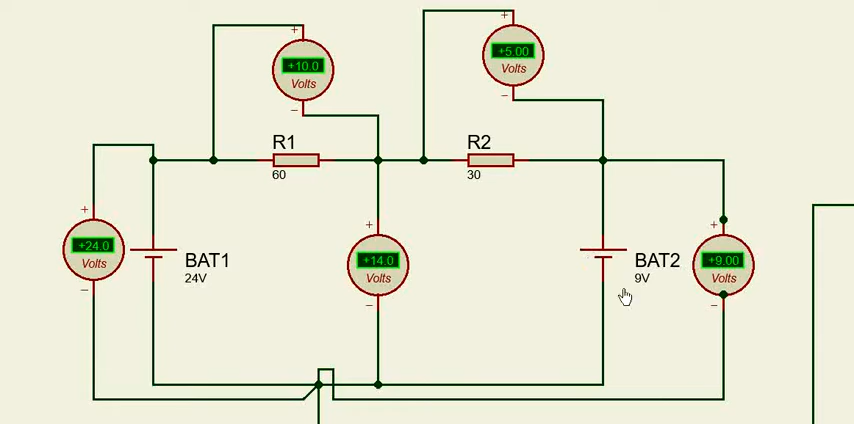 +
+10.0
Volts
−
+
+5.00
Volts
−
R1
60
R2
30
+
+24.0
Volts
−
BAT1
24V
+
+14.0
Volts
−
BAT2
9V
+
+9.00
Volts
−